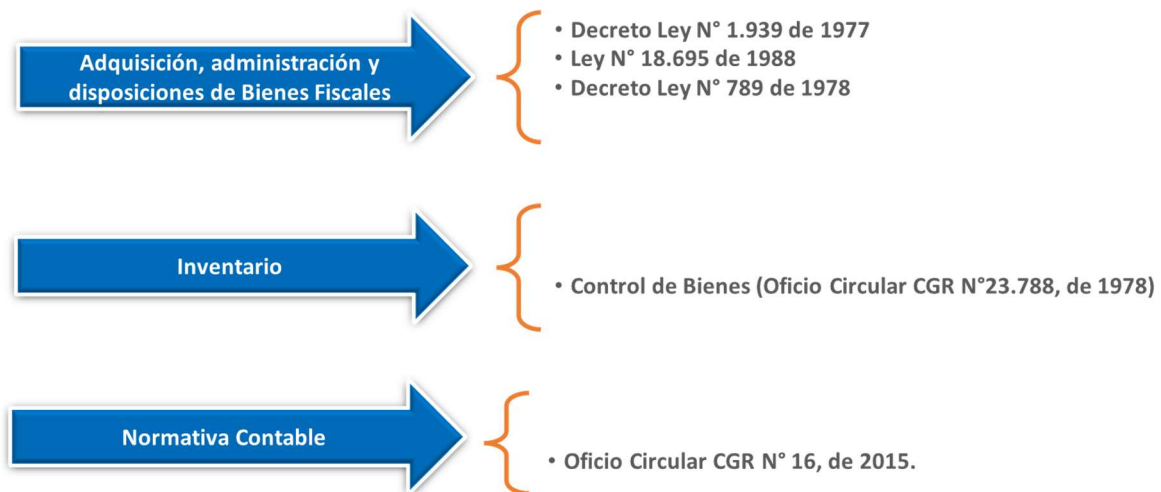 Adquisición, administración y
disposiciones de Bienes Fiscales
• Decreto Ley N° 1.939 de 1977
• Ley N° 18.695 de 1988
• Decreto Ley N° 789 de 1978
Inventario
• Control de Bienes (Oficio Circular CGR N°23.788, de 1978)
Normativa Contable
• Oficio Circular CGR N° 16, de 2015.